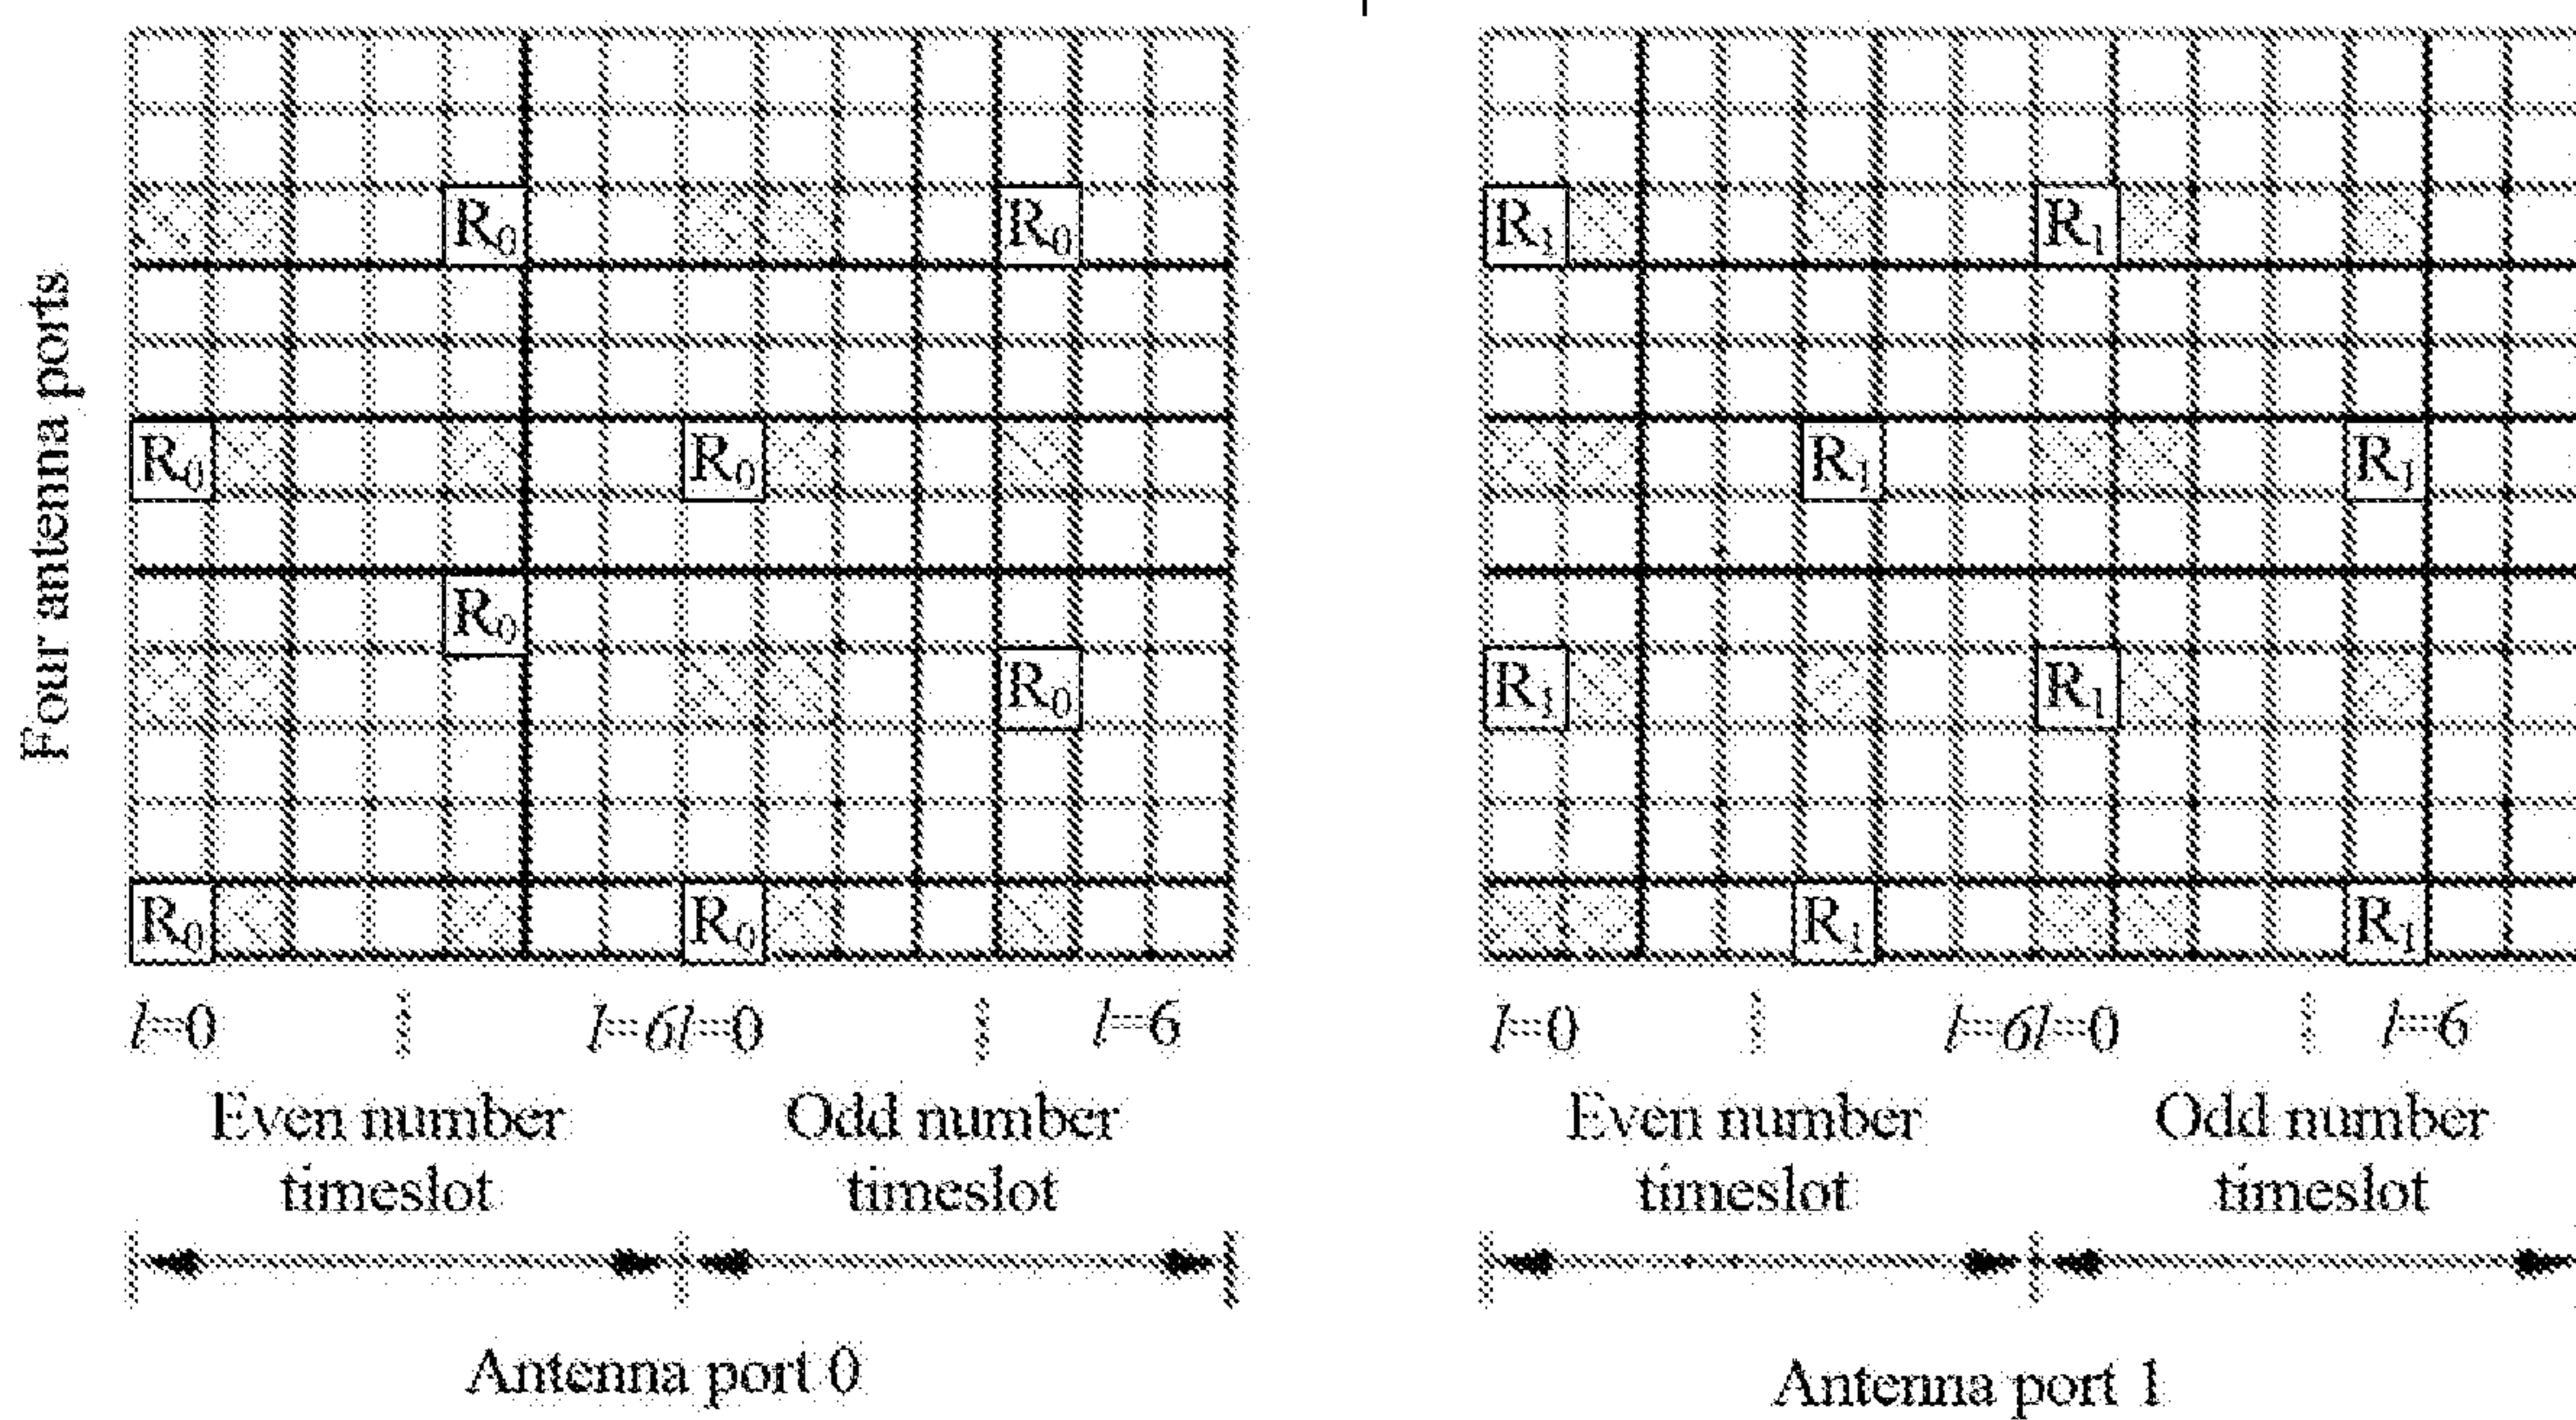 Four antenna ports
R₀ R₀ R₁ R₁
R₀ R₀ R₁ R₁
R₀
R₀ R₁ R₁
R₀ R₀ R₁ R₁
l=0 l=6 l=0 l=6 l=0 l=6 l=0 l=6
Even number timeslot
Odd number timeslot
Even number timeslot
Odd number timeslot
Antenna port 0
Antenna port 1